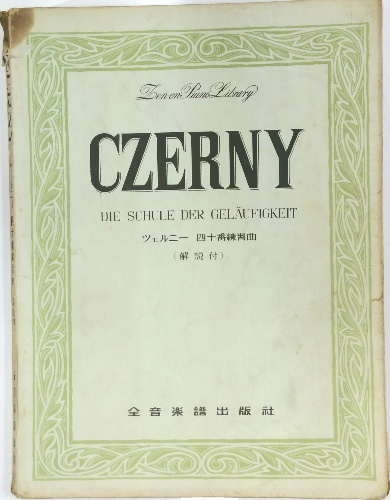 Zen-on Piano Library
CZERNY
DIE SCHULE DER GELÄUFIGKEIT
ツェルニー 四十番練習曲
(解説付)
全音楽譜出版社